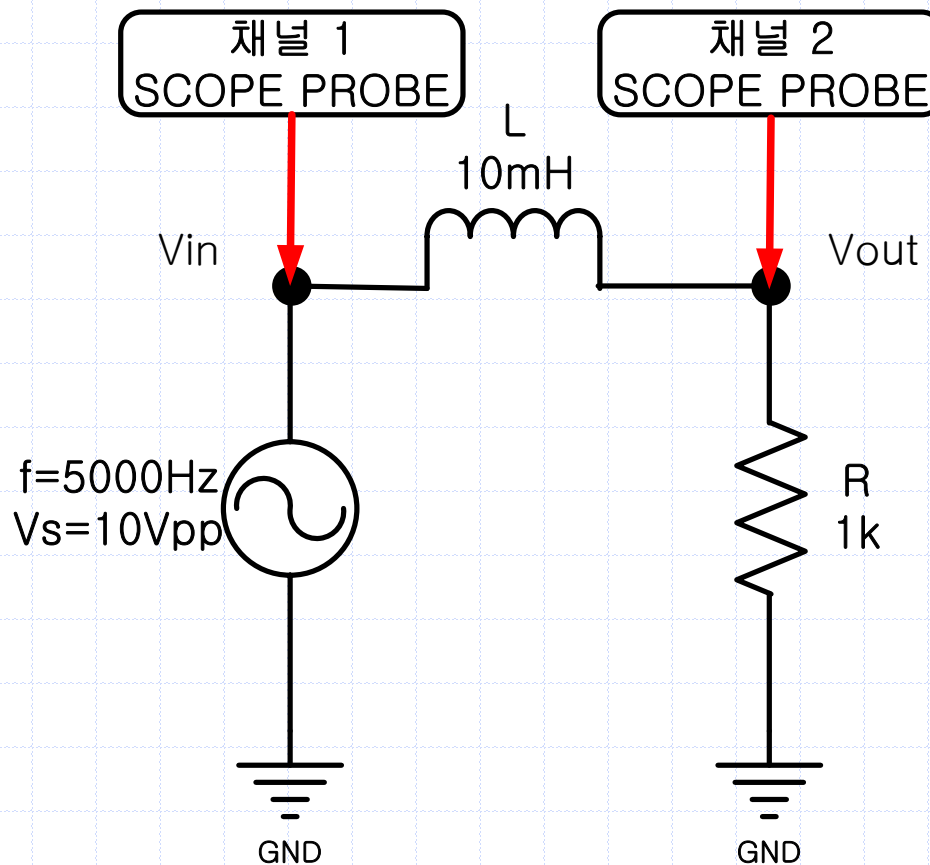 채널 1
SCOPE PROBE
채널 2
SCOPE PROBE
L
10mH
Vin
Vout
f=5000Hz
Vs=10Vpp
R
1k
GND
GND